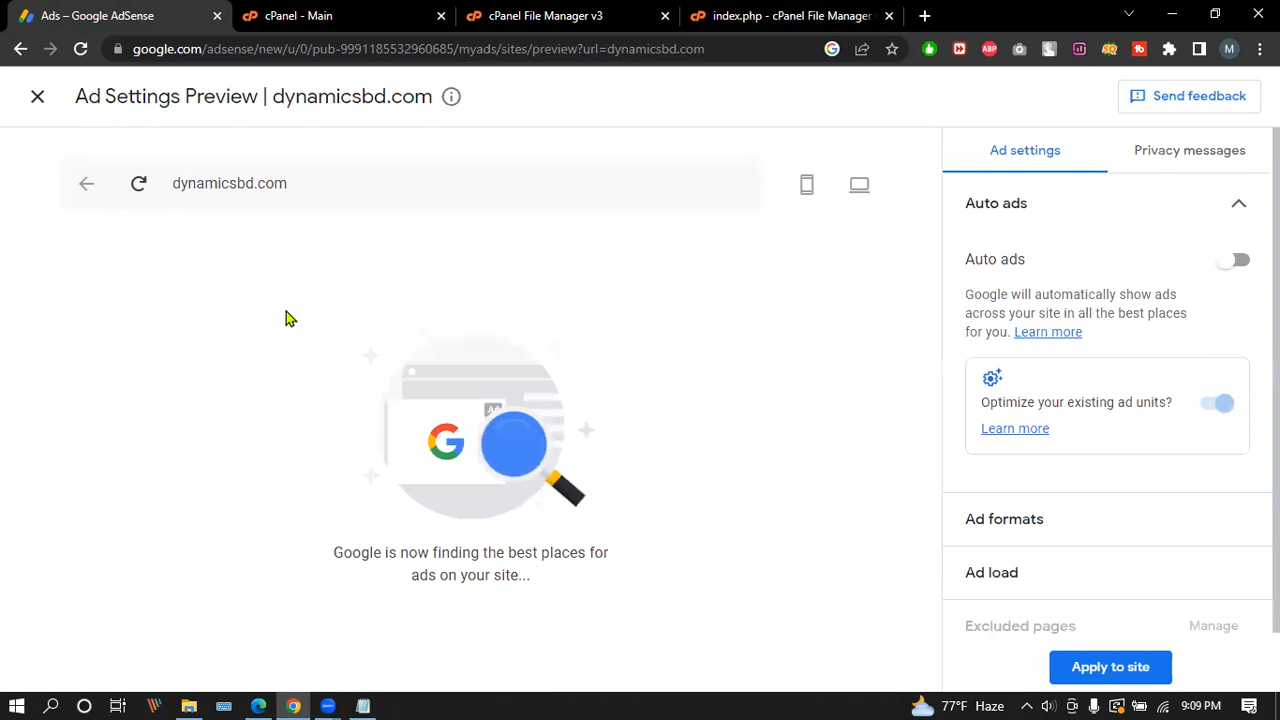 Ads – Google AdSense
cPanel - Main
cPanel File Manager v3
index.php - cPanel File Manager
google.com/adsense/new/u/0/pub-9991185532960685/myads/sites/preview?url=dynamicsbd.com
ABP
M
Ad Settings Preview | dynamicsbd.com
Send feedback
dynamicsbd.com
Ad settings
Privacy messages
Auto ads
Auto ads
Google will automatically show ads
across your site in all the best places
for you. Learn more
Optimize your existing ad units?
Learn more
Ad
G
Google is now finding the best places for
ads on your site...
Ad formats
Ad load
Excluded pages
Manage
Apply to site
77°F Haze
9:09 PM